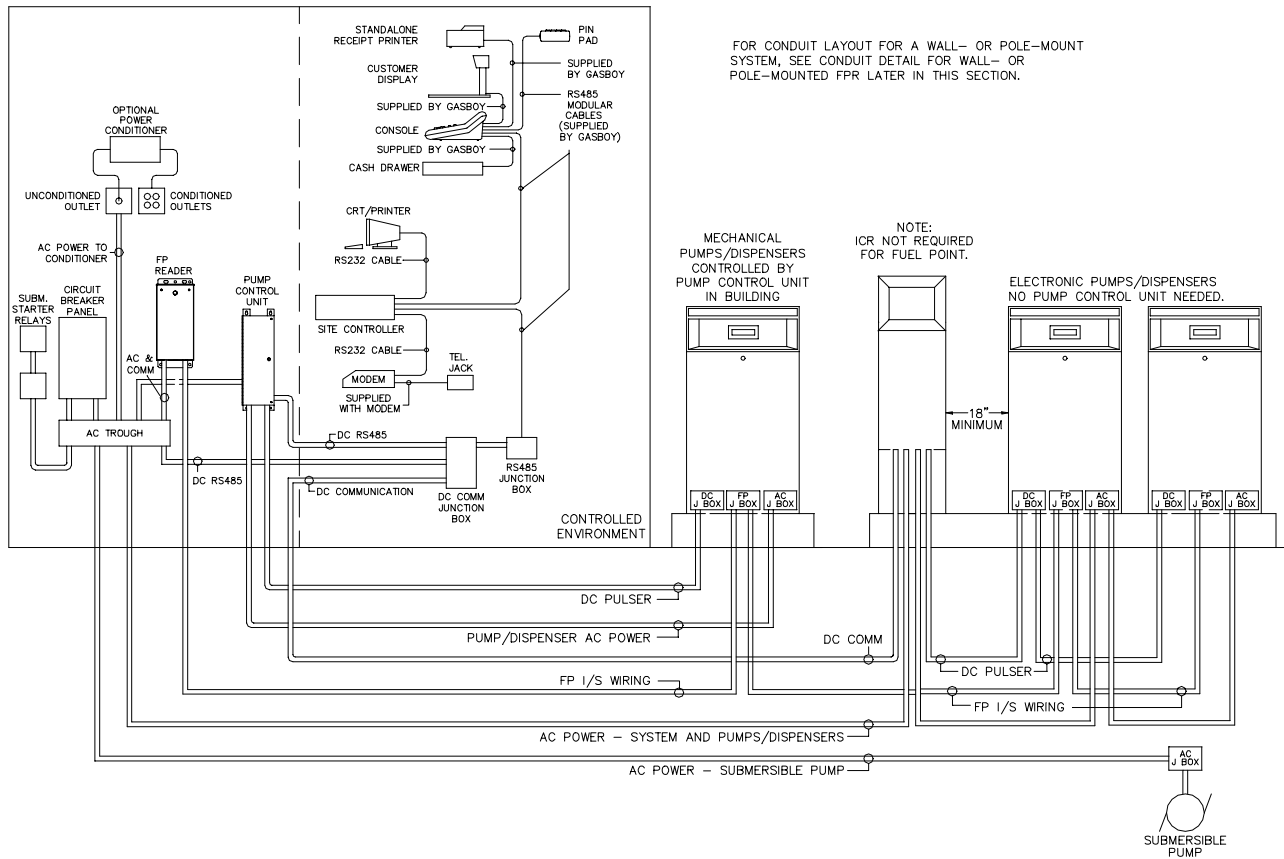 STANDALONE
RECEIPT PRINTER
PIN
PAD
CUSTOMER
DISPLAY
SUPPLIED
BY GASBOY
SUPPLIED BY GASBOY
RS485
MODULAR
CABLES
(SUPPLIED
BY GASBOY)
CONSOLE
SUPPLIED BY GASBOY
CASH DRAWER
FOR CONDUIT LAYOUT FOR A WALL– OR POLE–MOUNT
SYSTEM, SEE CONDUIT DETAIL FOR WALL– OR
POLE–MOUNTED FPR LATER IN THIS SECTION.
OPTIONAL
POWER
CONDITIONER
UNCONDITIONED
OUTLET
CONDITIONED
OUTLETS
AC POWER TO
CONDITIONER
FP
READER
PUMP
CONTROL
UNIT
SUBM.
STARTER
RELAYS
CIRCUIT
BREAKER
PANEL
AC &
COMM
AC TROUGH
CRT/PRINTER
RS232 CABLE
SITE CONTROLLER
RS232 CABLE
MODEM
TEL.
JACK
SUPPLIED
WITH MODEM
DC RS485
DC RS485
DC COMMUNICATION
DC COMM
JUNCTION
BOX
RS485
JUNCTION
BOX
CONTROLLED
ENVIRONMENT
MECHANICAL
PUMPS/DISPENSERS
CONTROLLED BY
PUMP CONTROL UNIT
IN BUILDING
NOTE:
ICR NOT REQUIRED
FOR FUEL POINT.
ELECTRONIC PUMPS/DISPENSERS
NO PUMP CONTROL UNIT NEEDED.
18"
MINIMUM
DC
J BOX
FP
J BOX
AC
J BOX
DC
J BOX
FP
J BOX
AC
J BOX
DC
J BOX
FP
J BOX
AC
J BOX
DC PULSER
PUMP/DISPENSER AC POWER
DC COMM
DC PULSER
FP I/S WIRING
FP I/S WIRING
AC POWER – SYSTEM AND PUMPS/DISPENSERS
AC POWER – SUBMERSIBLE PUMP
AC
J BOX
SUBMERSIBLE
PUMP